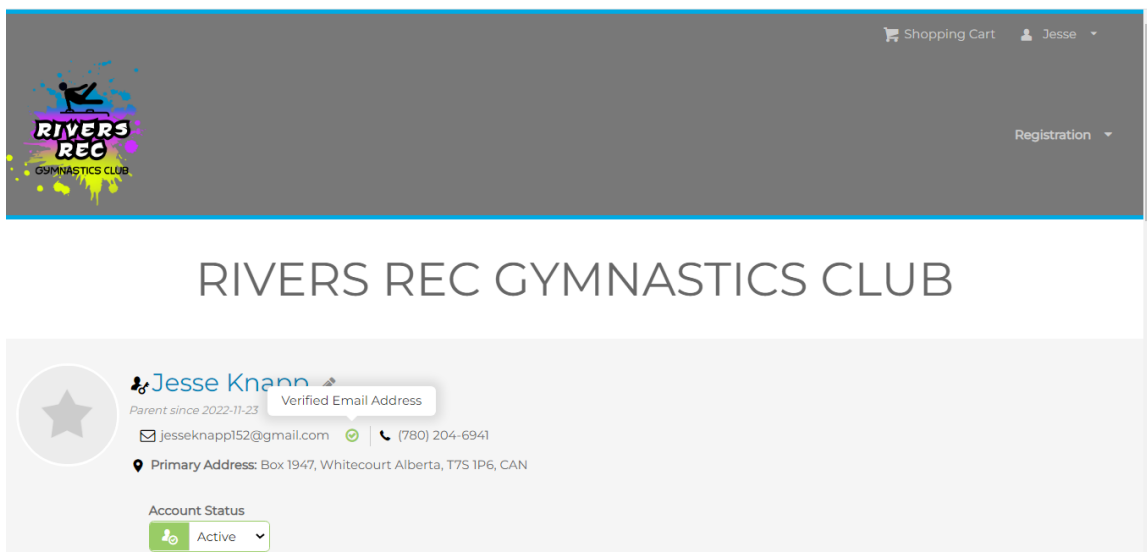 Shopping Cart Jesse
RIVERS
REC
GYMNASTICS CLUB
Registration
RIVERS REC GYMNASTICS CLUB
Jesse Knapp
Verified Email Address
Parent since 2022-11-23
jesseknapp152@gmail.com (780) 204-6941
Primary Address: Box 1947, Whitecourt Alberta, T7S 1P6, CAN
Account Status
Active